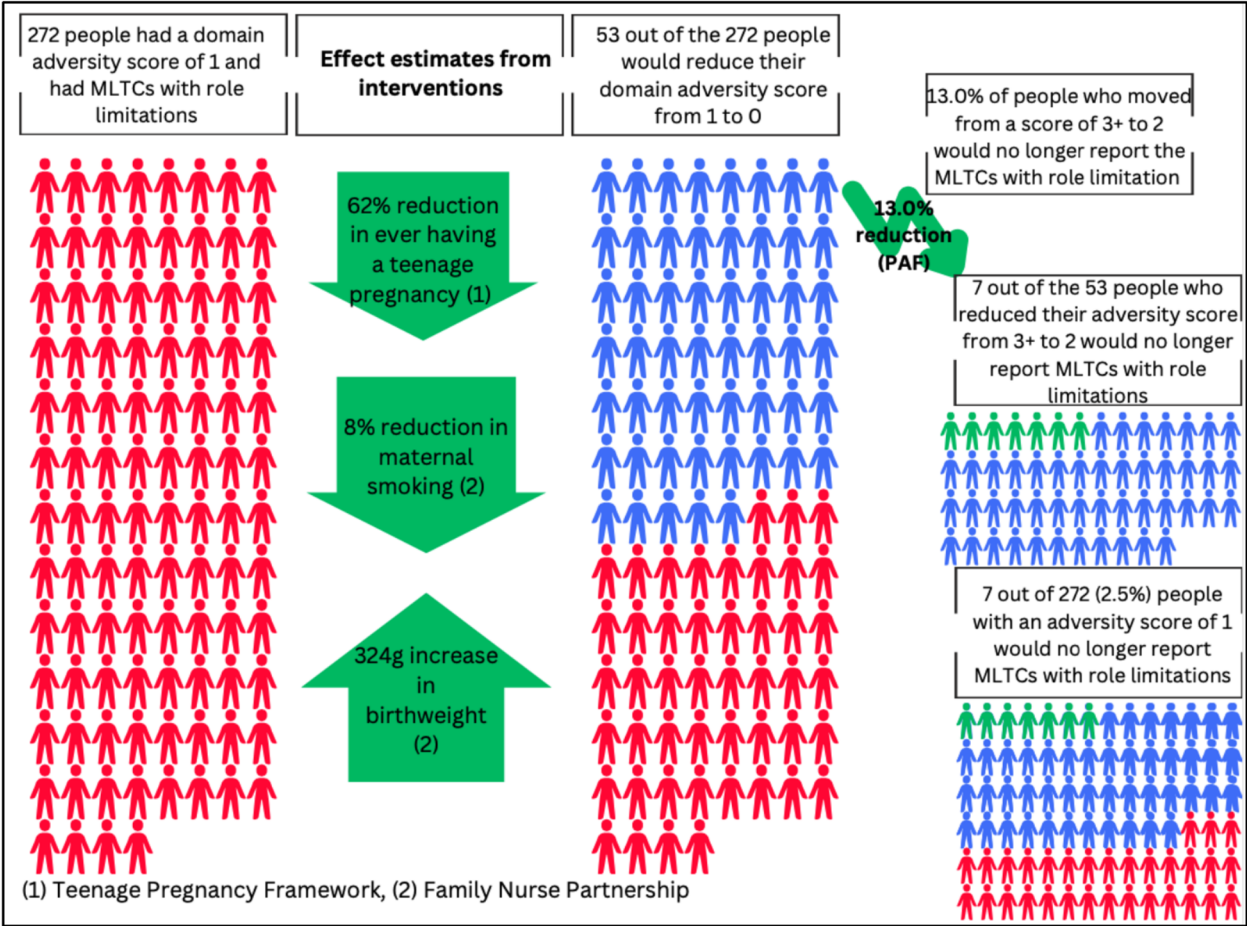 272 people had a domain
adversity score of 1 and
had MLTCs with role
limitations
Effect estimates from
interventions
53 out of the 272 people
would reduce their
domain adversity score
from 1 to 0
13.0% of people who moved
from a score of 3+ to 2
would no longer report the
MLTCs with role limitation
62% reduction
in ever having
a teenage
pregnancy (1)
13.0%
reduction
(PAF)
7 out of the 53 people who
reduced their adversity score
from 3+ to 2 would no longer
report MLTCs with role
limitations
8% reduction in
maternal
smoking (2)
324g increase
in
birthweight
(2)
7 out of 272 (2.5%) people
with an adversity score of 1
would no longer report
MLTCs with role limitations
(1) Teenage Pregnancy Framework, (2) Family Nurse Partnership